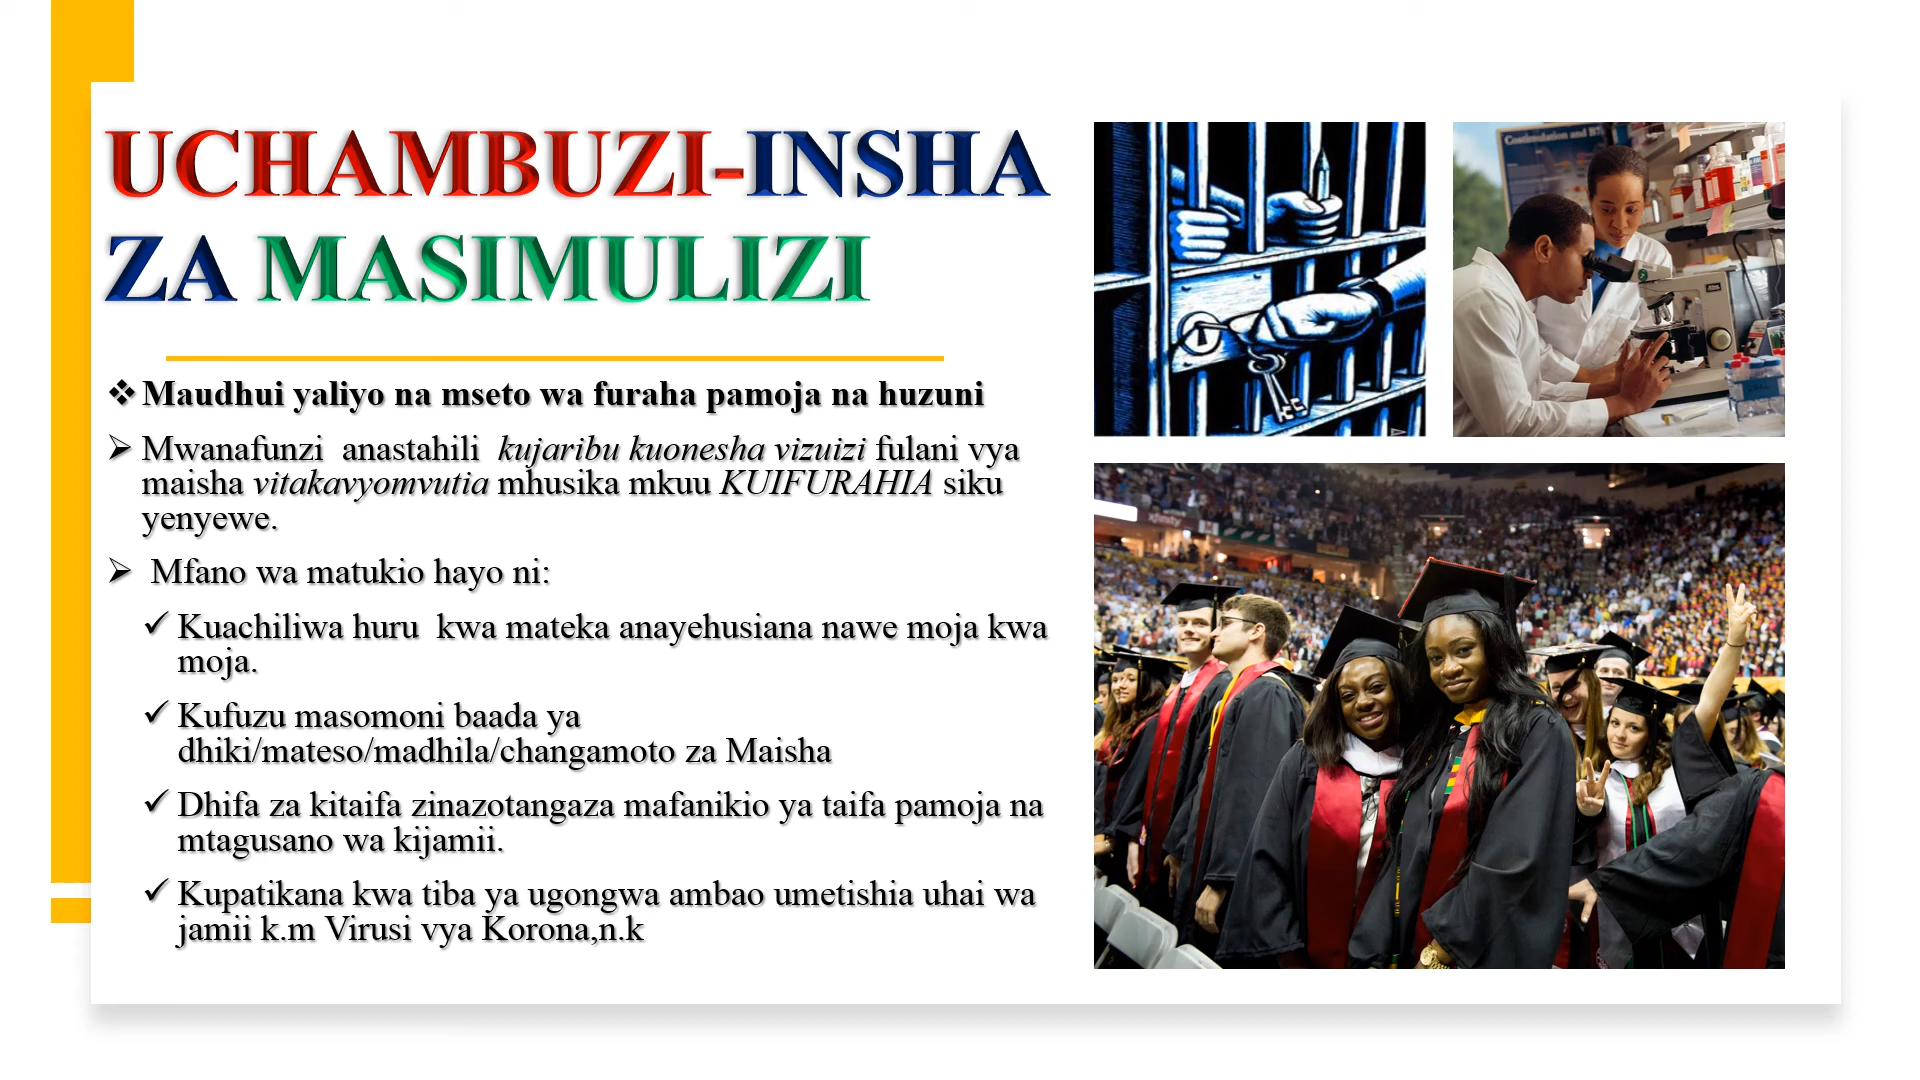 UCHAMBUZI-INSHA
ZA MASIMULIZI
❖ Maudhui yaliyo na mseto wa furaha pamoja na huzuni
➢ Mwanafunzi anastahili kujaribu kuonesha vizuizi fulani vya
maisha vitakavyomvutia mhusika mkuu KUIFURAHIA siku
yenyewe.
➢ Mfano wa matukio hayo ni:
✓ Kuachiliwa huru kwa mateka anayehusiana nawe moja kwa
moja.
✓ Kufuzu masomoni baada ya
dhiki/mateso/madhila/changamoto za Maisha
✓ Dhifa za kitaifa zinazotangaza mafanikio ya taifa pamoja na
mtagusano wa kijamii.
✓ Kupatikana kwa tiba ya ugongwa ambao umetishia uhai wa
jamii k.m Virusi vya Korona,n.k